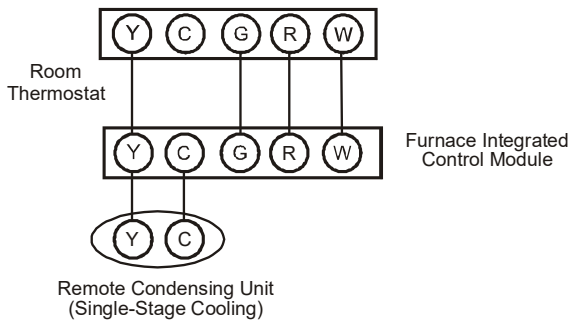 Y C G R W
Room
Thermostat
Y C G R W
Furnace Integrated
Control Module
Y C
Remote Condensing Unit
(Single-Stage Cooling)